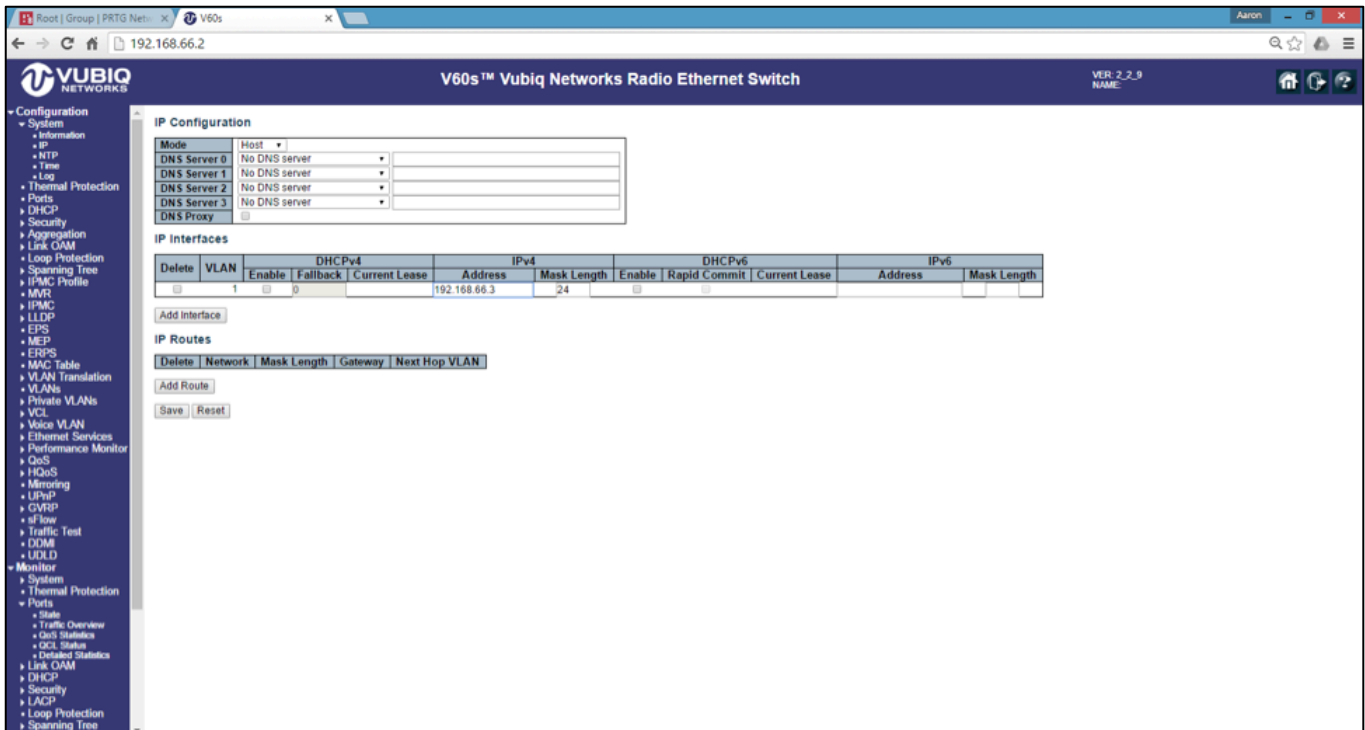 Root | Group | PRTG Netw
V60s
Aaron
192.168.66.2
VUBIQ
NETWORKS
V60s™ Vubiq Networks Radio Ethernet Switch
VER: 2_2_9
NAME:
Configuration
System
Information
IP
NTP
Time
Log
Thermal Protection
Ports
DHCP
Security
Aggregation
Link OAM
Loop Protection
Spanning Tree
IPMC Profile
MVR
IPMC
LLDP
EPS
MEP
ERPS
MAC Table
VLAN Translation
VLANs
Private VLANs
VCL
Voice VLAN
Ethernet Services
Performance Monitor
QoS
HQoS
Mirroring
UPnP
GVRP
sFlow
Traffic Test
DDMI
UDLD
Monitor
System
Thermal Protection
Ports
State
Traffic Overview
QoS Statistics
QCL Status
Detailed Statistics
Link OAM
DHCP
Security
LACP
Loop Protection
Spanning Tree
IP Configuration
Mode Host
DNS Server 0 No DNS server
DNS Server 1 No DNS server
DNS Server 2 No DNS server
DNS Server 3 No DNS server
DNS Proxy
IP Interfaces
Delete VLAN DHCPv4 IPv4 DHCPv6 IPv6
Enable Fallback Current Lease Address Mask Length Enable Rapid Commit Current Lease Address Mask Length
1 0 192.168.66.3 24
Add Interface
IP Routes
Delete Network Mask Length Gateway Next Hop VLAN
Add Route
Save Reset